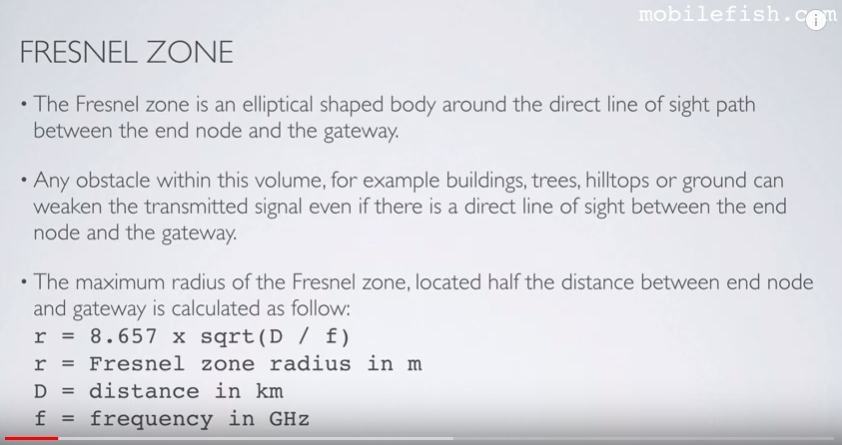 mobilefish.com
FRESNEL ZONE
• The Fresnel zone is an elliptical shaped body around the direct line of sight path
between the end node and the gateway.
• Any obstacle within this volume, for example buildings, trees, hilltops or ground can
weaken the transmitted signal even if there is a direct line of sight between the end
node and the gateway.
• The maximum radius of the Fresnel zone, located half the distance between end node
and gateway is calculated as follow:
r = 8.657 x sqrt(D / f)
r = Fresnel zone radius in m
D = distance in km
f = frequency in GHz